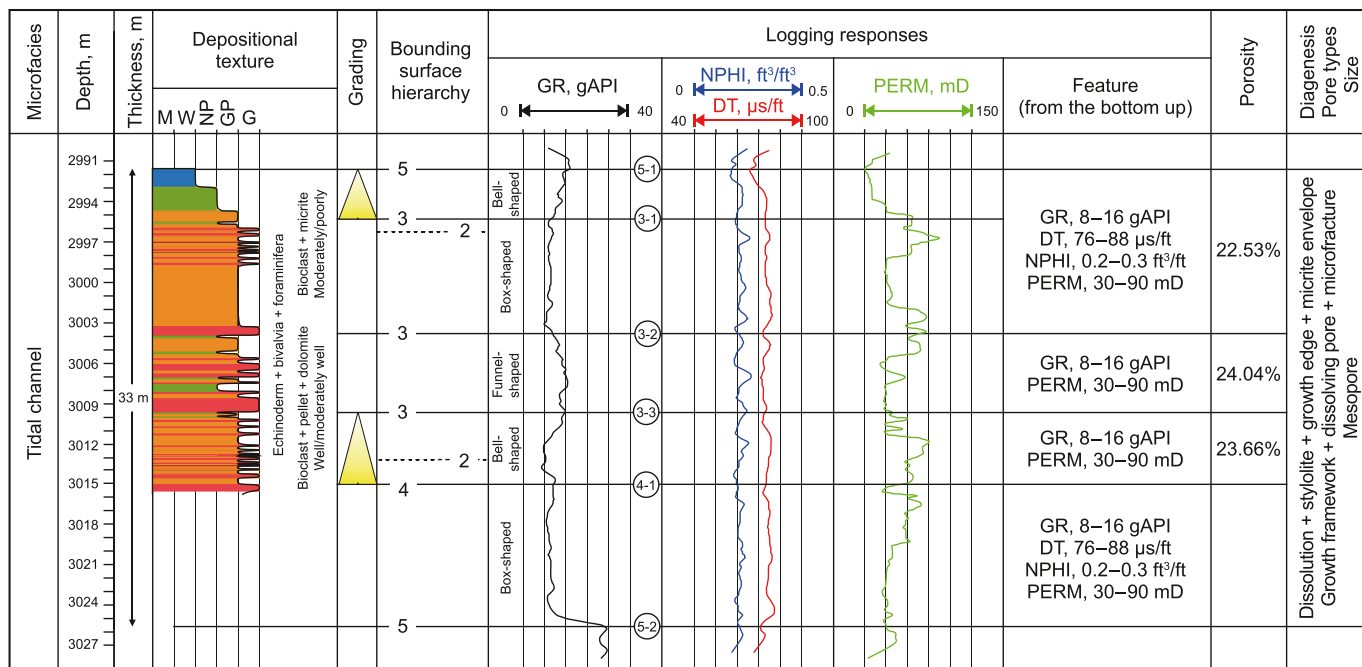 Microfacies
Depth, m
Thickness, m
Depositional
texture
M W NP GP G
Grading
Bounding
surface
hierarchy
Logging responses
GR, gAPI
0 40
NPHI, ft³/ft³
0 0.5
DT, μs/ft
40 100
PERM, mD
0 150
Feature
(from the bottom up)
Porosity
Diagenesis
Pore types
Size
Tidal channel
2991
2994
2997
3000
3003
3006
3009
3012
3015
3018
3021
3024
3027
33 m
Echinoderm + bivalvia + foraminifera
Bioclast + micrite
Moderately/poorly
Bioclast + pellet + dolomite
Well/moderately well
5
3
2
3
3
2
4
5
Bell-
shaped
Box-shaped
Funnel-
shaped
Bell-
shaped
Box-shaped
5-1
3-1
3-2
3-3
4-1
5-2
GR, 8–16 gAPI
DT, 76–88 μs/ft
NPHI, 0.2–0.3 ft³/ft
PERM, 30–90 mD
22.53%
GR, 8–16 gAPI
PERM, 30–90 mD
24.04%
GR, 8–16 gAPI
PERM, 30–90 mD
23.66%
GR, 8–16 gAPI
DT, 76–88 μs/ft
NPHI, 0.2–0.3 ft³/ft
PERM, 30–90 mD
Dissolution + stylolite + growth edge + micrite envelope
Growth framework + dissolving pore + microfracture
Mesopore